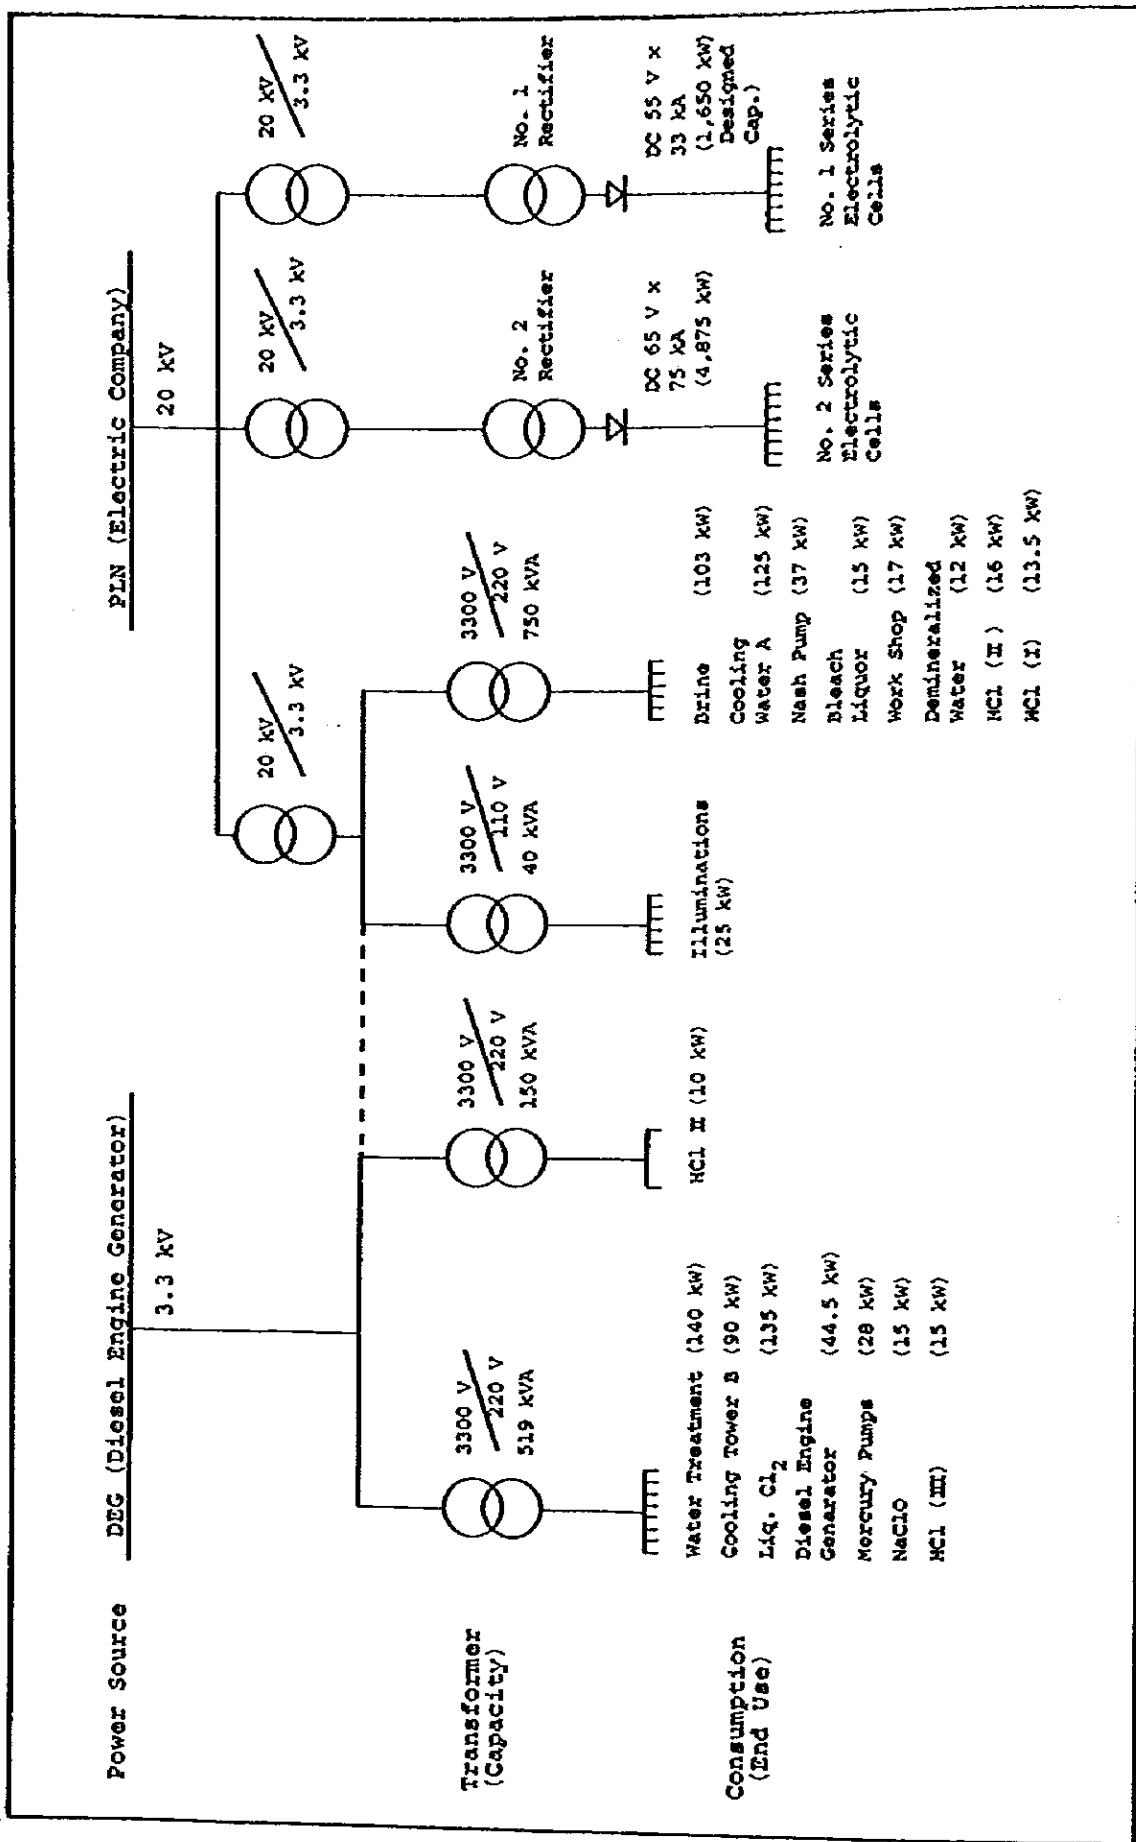 Power Source
DEG (Diesel Engine Generator)
PLN (Electric Company)
3.3 kV
20 kV
20 kV
3.3 kV
20 kV
3.3 kV
20 kV
3.3 kV
Transformer
(Capacity)
3300 V
220 V
519 kVA
3300 V
220 V
150 kVA
3300 V
110 V
40 kVA
3300 V
220 V
750 kVA
No. 2
Rectifier
No. 1
Rectifier
DC 65 V x
75 kA
(4,875 kW)
DC 55 V x
33 kA
(1,650 kW)
Designed
Cap.)
Consumption
(End Use)
Water Treatment (140 kW)
Cooling Tower B (90 kW)
Liq. Cl2 (135 kW)
Diesel Engine
Genarator (44.5 kW)
Mercury Pumps (28 kW)
NaClO (15 kW)
HCl (III) (15 kW)
HCl II (10 kW)
Illuminations
(25 kW)
Brine (103 kW)
Cooling
Water A (125 kW)
Nash Pump (37 kW)
Bleach
Liquor (15 kW)
Work Shop (17 kW)
Demineralized
Water (12 kW)
HCl (II) (16 kW)
HCl (I) (13.5 kW)
No. 2 Series
Electrolytic
Cells
No. 1 Series
Electrolytic
Cells